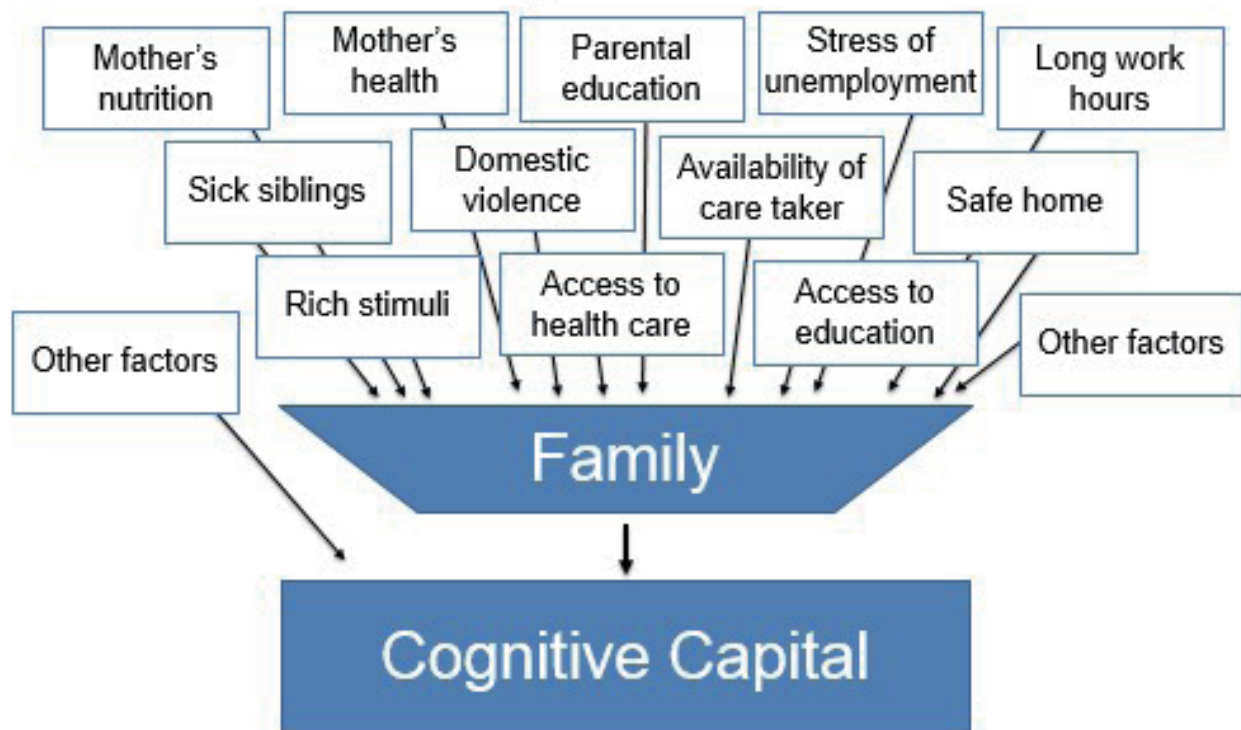 Mother's
nutrition
Mother's
health
Parental
education
Stress of
unemployment
Long work
hours
Sick siblings
Domestic
violence
Availability of
care taker
Safe home
Rich stimuli
Access to
health care
Access to
education
Other factors
Other factors
Family
Cognitive Capital